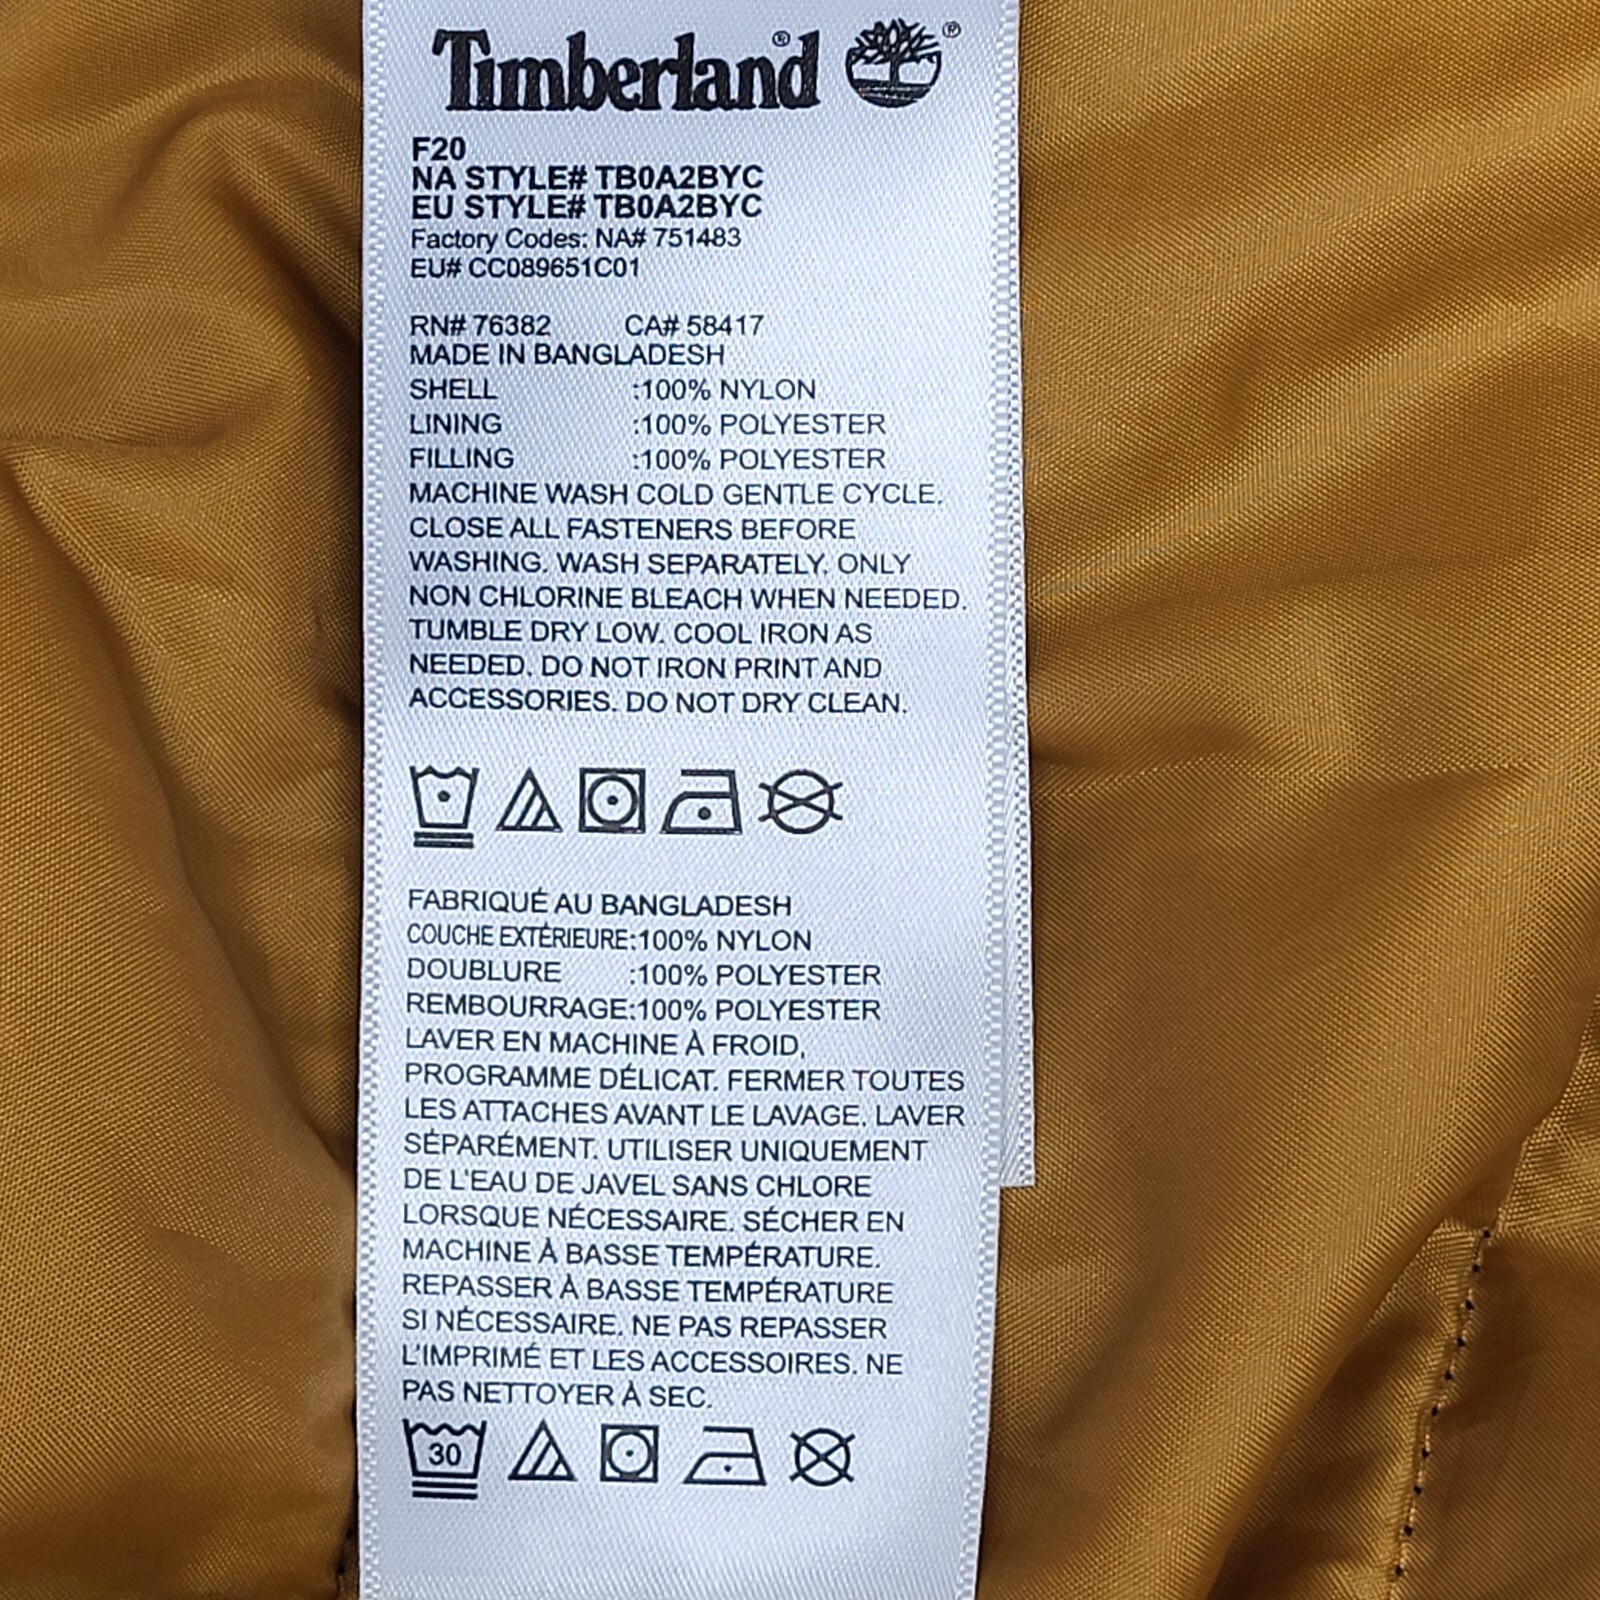 Timberland® ®
F20
NA STYLE# TB0A2BYC
EU STYLE# TB0A2BYC
Factory Codes: NA# 751483
EU# CC089651C01
RN# 76382 CA# 58417
MADE IN BANGLADESH
SHELL :100% NYLON
LINING :100% POLYESTER
FILLING :100% POLYESTER
MACHINE WASH COLD GENTLE CYCLE.
CLOSE ALL FASTENERS BEFORE
WASHING. WASH SEPARATELY. ONLY
NON CHLORINE BLEACH WHEN NEEDED.
TUMBLE DRY LOW. COOL IRON AS
NEEDED. DO NOT IRON PRINT AND
ACCESSORIES. DO NOT DRY CLEAN.
FABRIQUÉ AU BANGLADESH
COUCHE EXTÉRIEURE:100% NYLON
DOUBLURE :100% POLYESTER
REMBOURRAGE:100% POLYESTER
LAVER EN MACHINE À FROID,
PROGRAMME DÉLICAT. FERMER TOUTES
LES ATTACHES AVANT LE LAVAGE. LAVER
SÉPARÉMENT. UTILISER UNIQUEMENT
DE L'EAU DE JAVEL SANS CHLORE
LORSQUE NÉCESSAIRE. SÉCHER EN
MACHINE À BASSE TEMPÉRATURE.
REPASSER À BASSE TEMPÉRATURE
SI NÉCESSAIRE. NE PAS REPASSER
L'IMPRIMÉ ET LES ACCESSOIRES. NE
PAS NETTOYER À SEC.
30